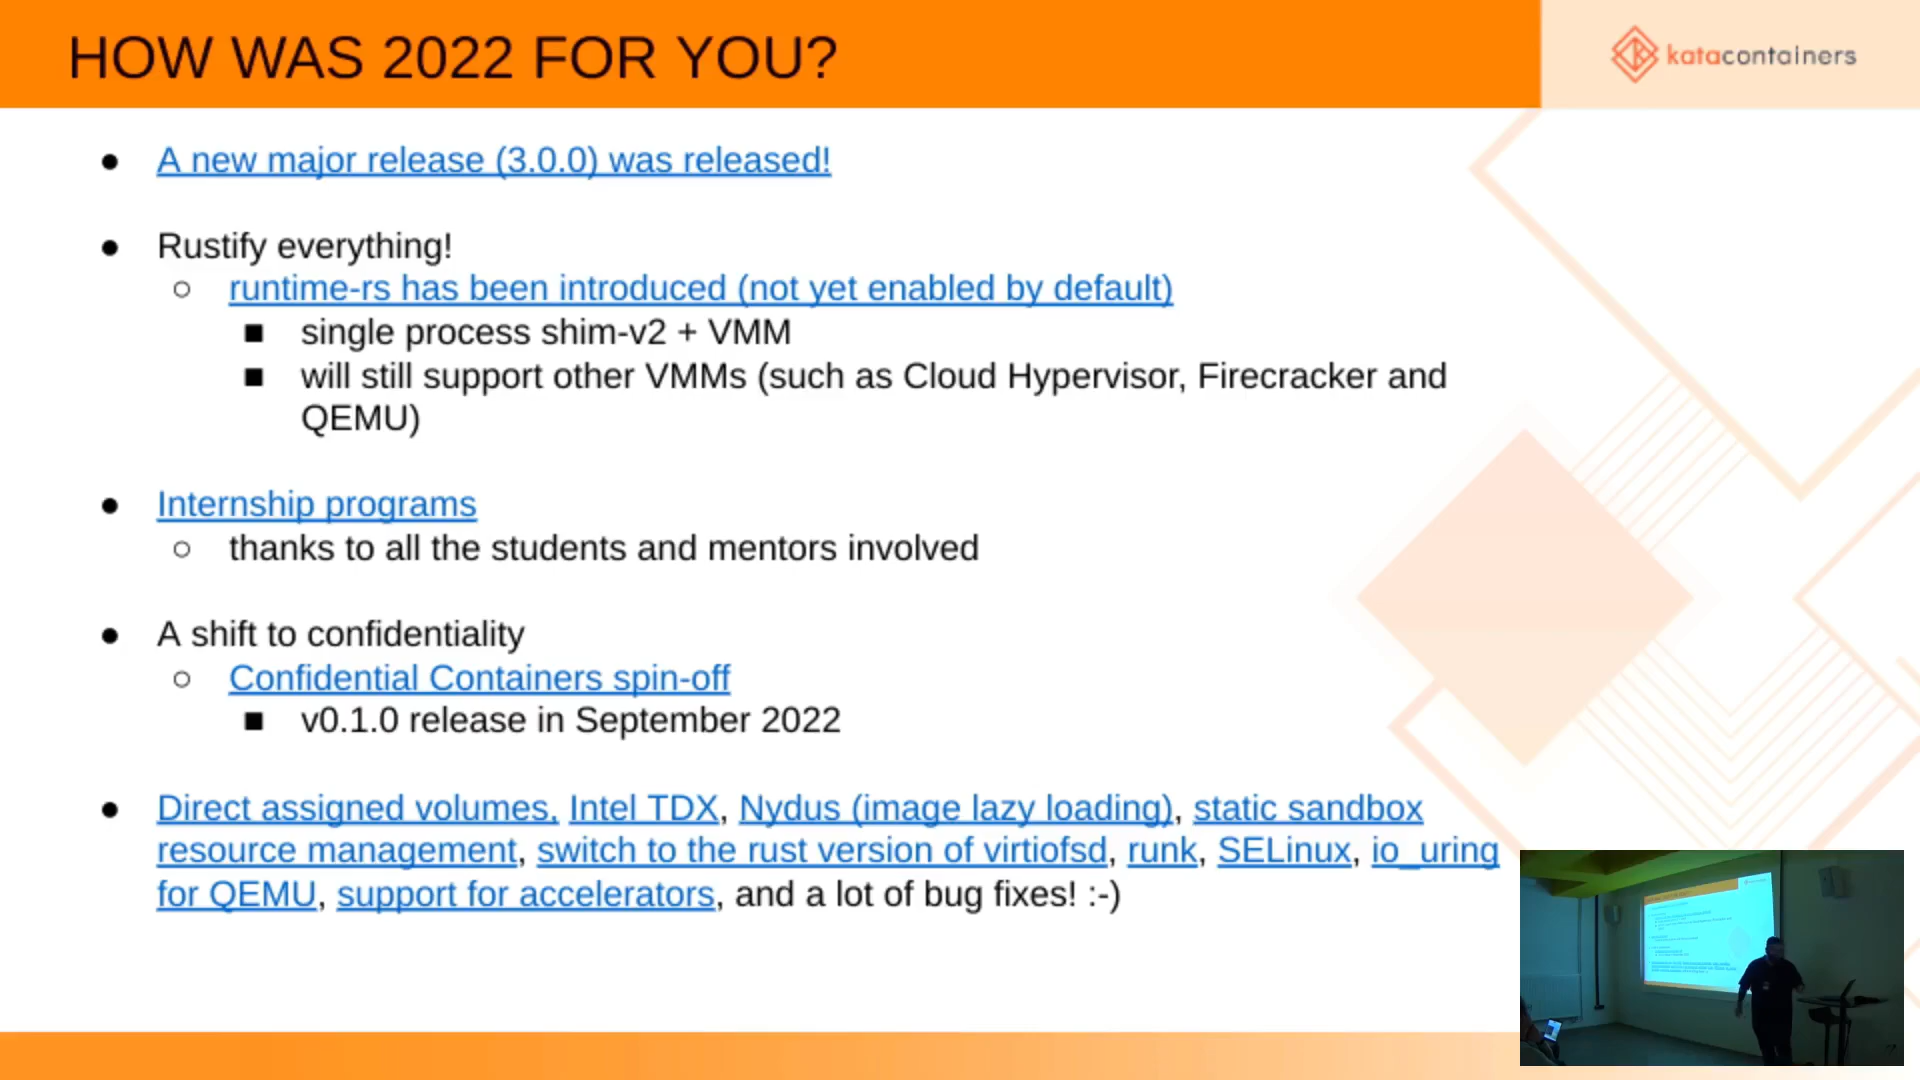 HOW WAS 2022 FOR YOU?
katacontainers
● A new major release (3.0.0) was released!
● Rustify everything!
○ runtime-rs has been introduced (not yet enabled by default)
■ single process shim-v2 + VMM
■ will still support other VMMs (such as Cloud Hypervisor, Firecracker and
QEMU)
● Internship programs
○ thanks to all the students and mentors involved
● A shift to confidentiality
○ Confidential Containers spin-off
■ v0.1.0 release in September 2022
● Direct assigned volumes, Intel TDX, Nydus (image lazy loading), static sandbox
resource management, switch to the rust version of virtiofsd, runk, SELinux, io_uring
for QEMU, support for accelerators, and a lot of bug fixes! :-)